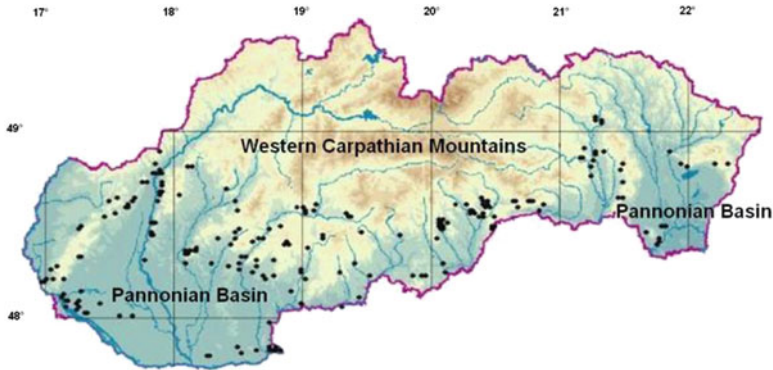 17° 18° 19° 20° 21° 22°
49°
Western Carpathian Mountains
Pannonian Basin
Pannonian Basin
48°